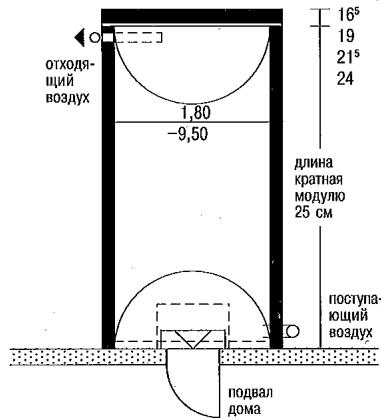 16⁵
19
21⁵
24
отходя-
щий
воздух
1,80
–9,50
длина
кратная
модулю
25 см
поступа-
ющий
воздух
подвал
дома